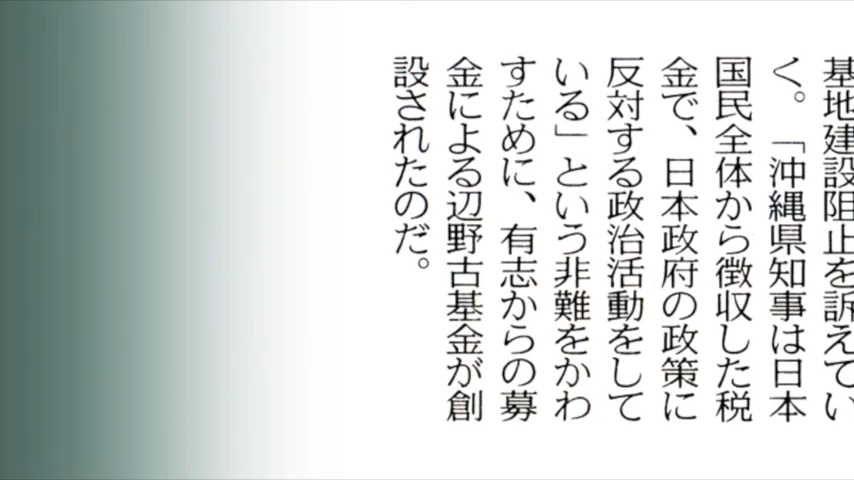 基地建設阻止を訴えてい
く。「沖縄県知事は日本
国民全体から徴収した税
金で、日本政府の政策に
反対する政治活動をして
いる」という非難をかわ
すために、有志からの募
金による辺野古基金が創
設されたのだ。